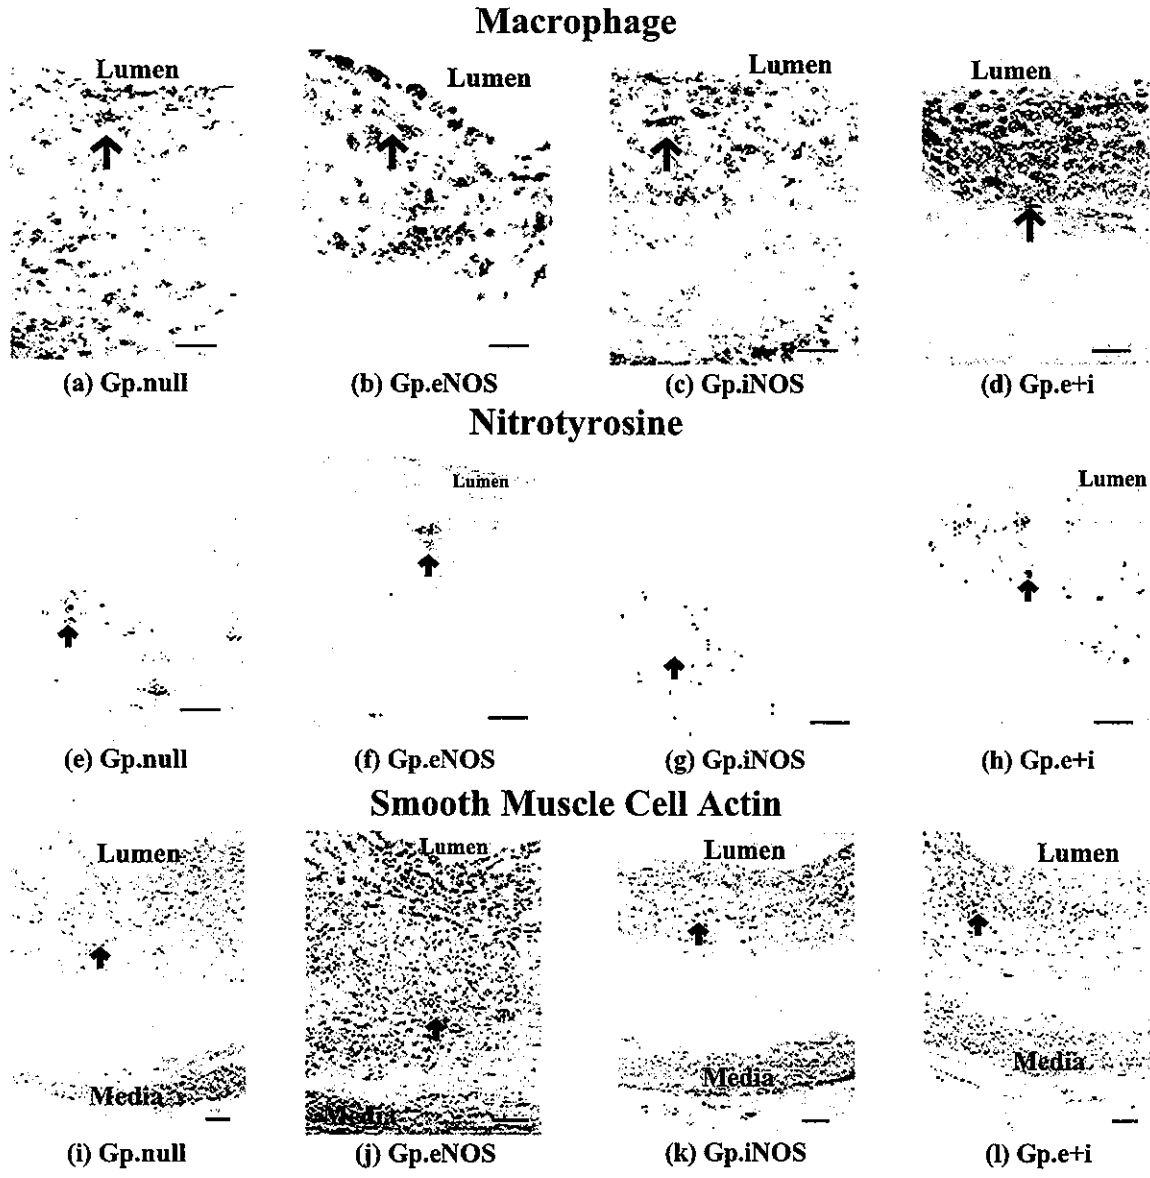 Macrophage
Lumen Lumen Lumen Lumen
(a) Gp.null (b) Gp.eNOS (c) Gp.iNOS (d) Gp.e+i
Nitrotyrosine
Lumen Lumen
(e) Gp.null (f) Gp.eNOS (g) Gp.iNOS (h) Gp.e+i
Smooth Muscle Cell Actin
Lumen Lumen Lumen Lumen
Media Media Media Media
(i) Gp.null (j) Gp.eNOS (k) Gp.iNOS (l) Gp.e+i